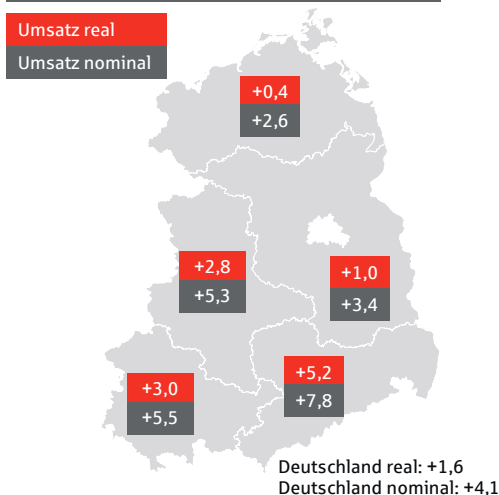 Umsatz real
Umsatz nominal
+0,4
+2,6
+2,8
+5,3
+1,0
+3,4
+5,2
+7,8
+3,0
+5,5
Deutschland real: +1,6
Deutschland nominal: +4,1